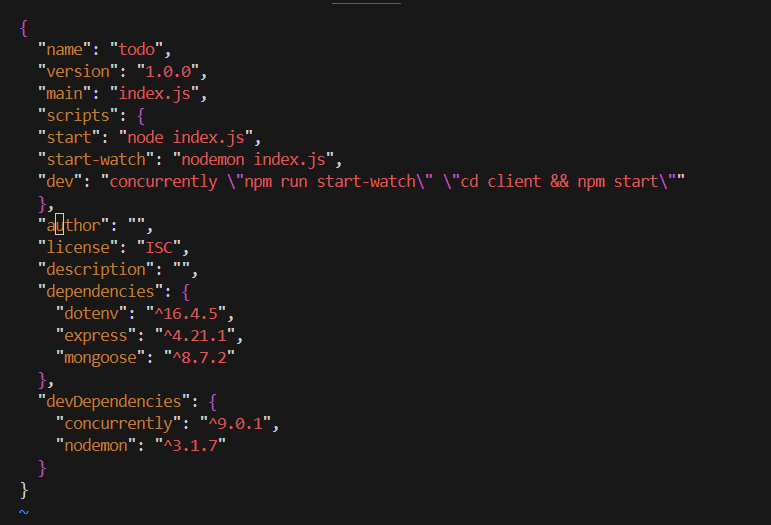 {
  "name": "todo",
  "version": "1.0.0",
  "main": "index.js",
  "scripts": {
  "start": "node index.js",
  "start-watch": "nodemon index.js",
  "dev": "concurrently \"npm run start-watch\" \"cd client && npm start\""
  },
  "author": "",
  "license": "ISC",
  "description": "",
  "dependencies": {
    "dotenv": "^16.4.5",
    "express": "^4.21.1",
    "mongoose": "^8.7.2"
  },
  "devDependencies": {
    "concurrently": "^9.0.1",
    "nodemon": "^3.1.7"
  }
}
~